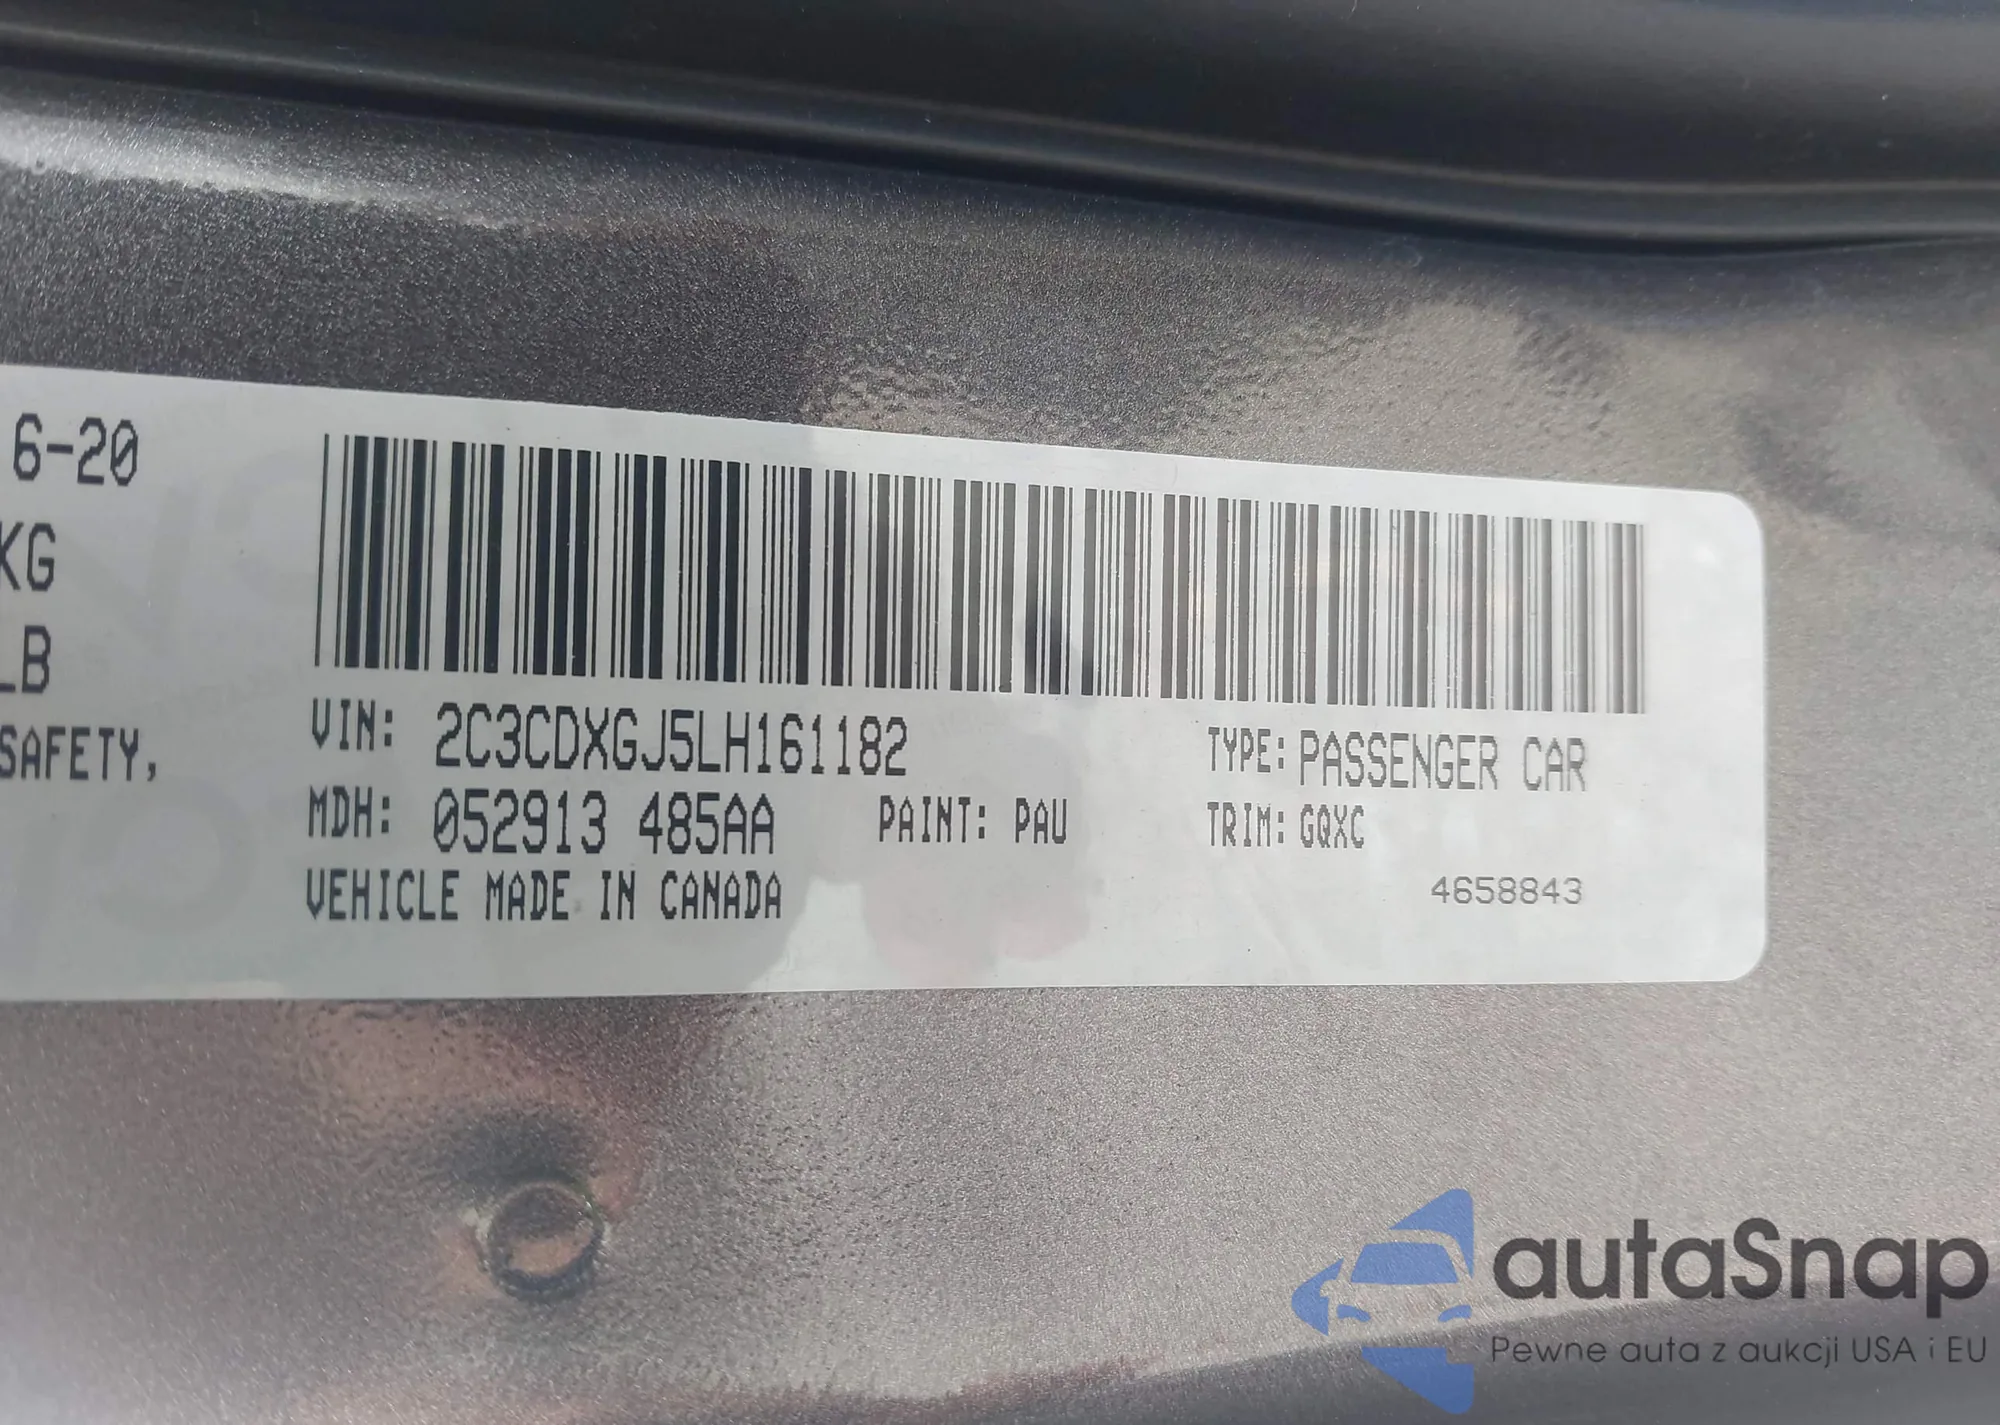 6-20
KG
LB
SAFETY,
VIN: 2C3CDXGJ5LH161182
TYPE: PASSENGER CAR
MDH: 052913 485AA
PAINT: PAU
TRIM: GQXC
VEHICLE MADE IN CANADA
4658843
autaSnap
Pewne auta z aukcji USA i EU